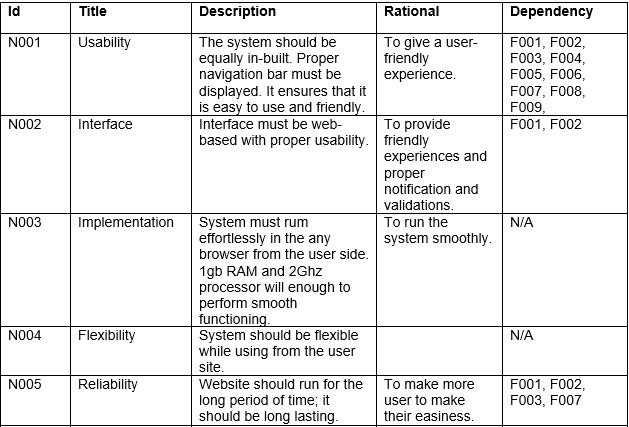 Id Title Description Rational Dependency
N001 Usability The system should be To give a user- F001, F002,
equally in-built. Proper friendly F003, F004,
navigation bar must be experience. F005, F006,
displayed. It ensures that it F007, F008,
is easy to use and friendly. F009,
N002 Interface Interface must be web- To provide F001, F002
based with proper usability. friendly
experiences and
proper
notification and
validations.
N003 Implementation System must rum To run the N/A
effortlessly in the any system smoothly.
browser from the user side.
1gb RAM and 2Ghz
processor will enough to
perform smooth
functioning.
N004 Flexibility System should be flexible N/A
while using from the user
site.
N005 Reliability Website should run for the To make more F001, F002,
long period of time; it user to make F003, F007
should be long lasting. their easiness.